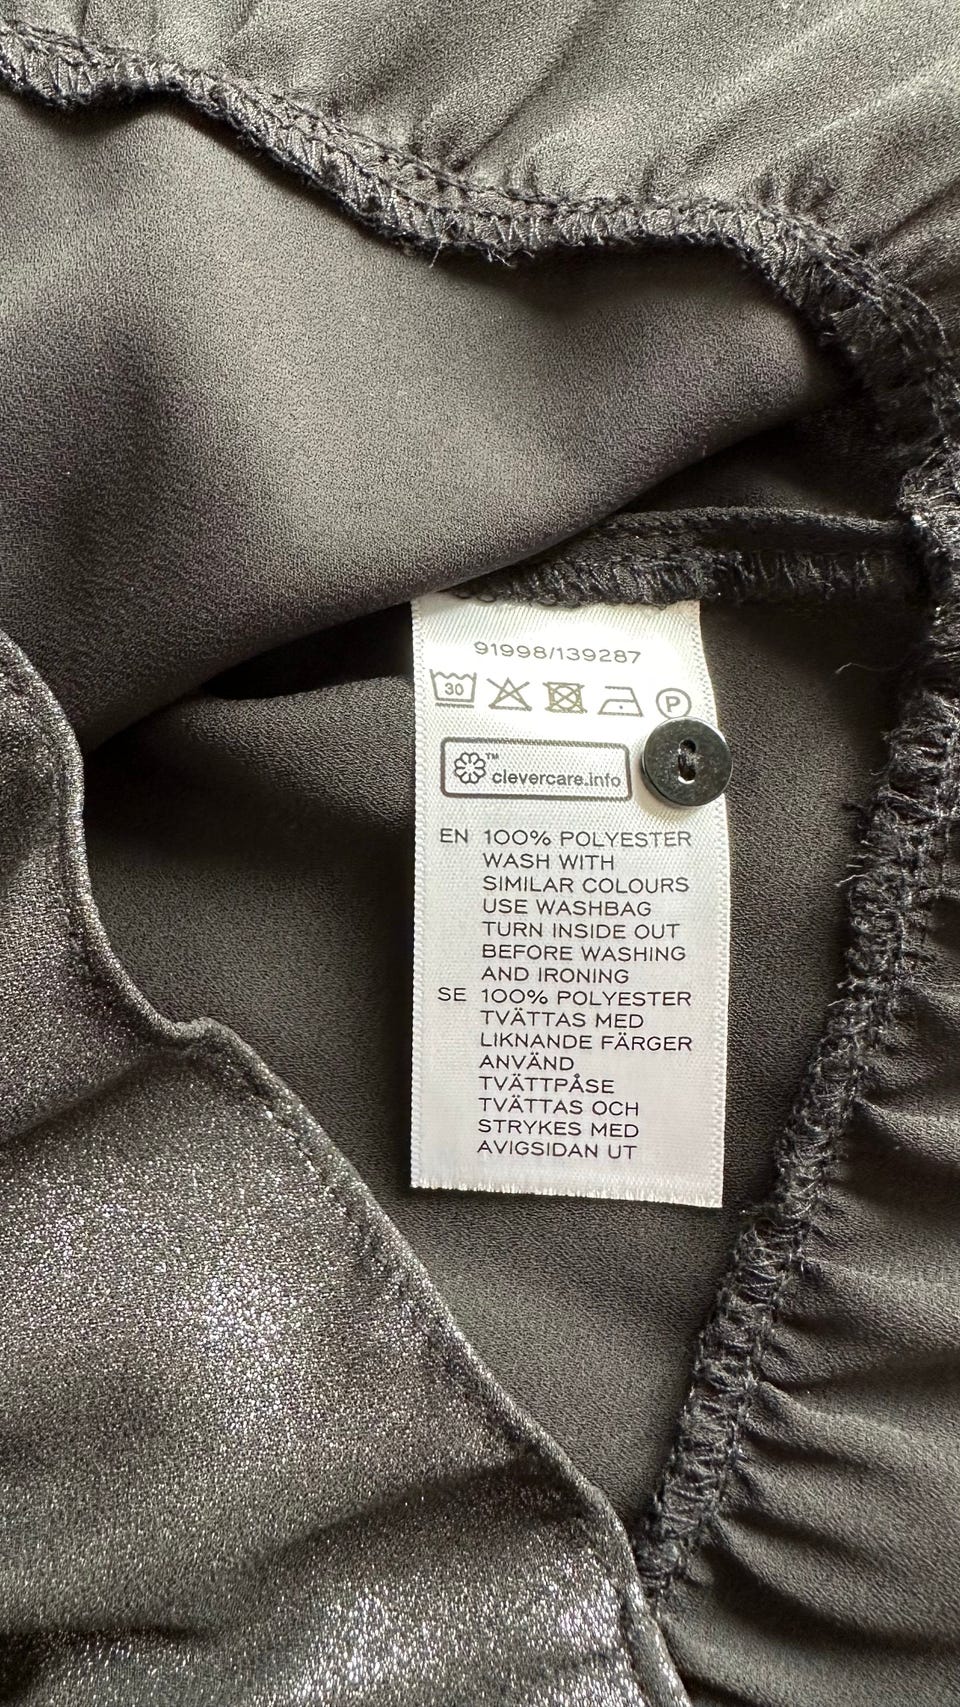 91998/139287
30 P
™
clevercare.info
EN 100% POLYESTER
WASH WITH
SIMILAR COLOURS
USE WASHBAG
TURN INSIDE OUT
BEFORE WASHING
AND IRONING
SE 100% POLYESTER
TVÄTTAS MED
LIKNANDE FÄRGER
ANVÄND
TVÄTTPÅSE
TVÄTTAS OCH
STRYKES MED
AVIGSIDAN UT